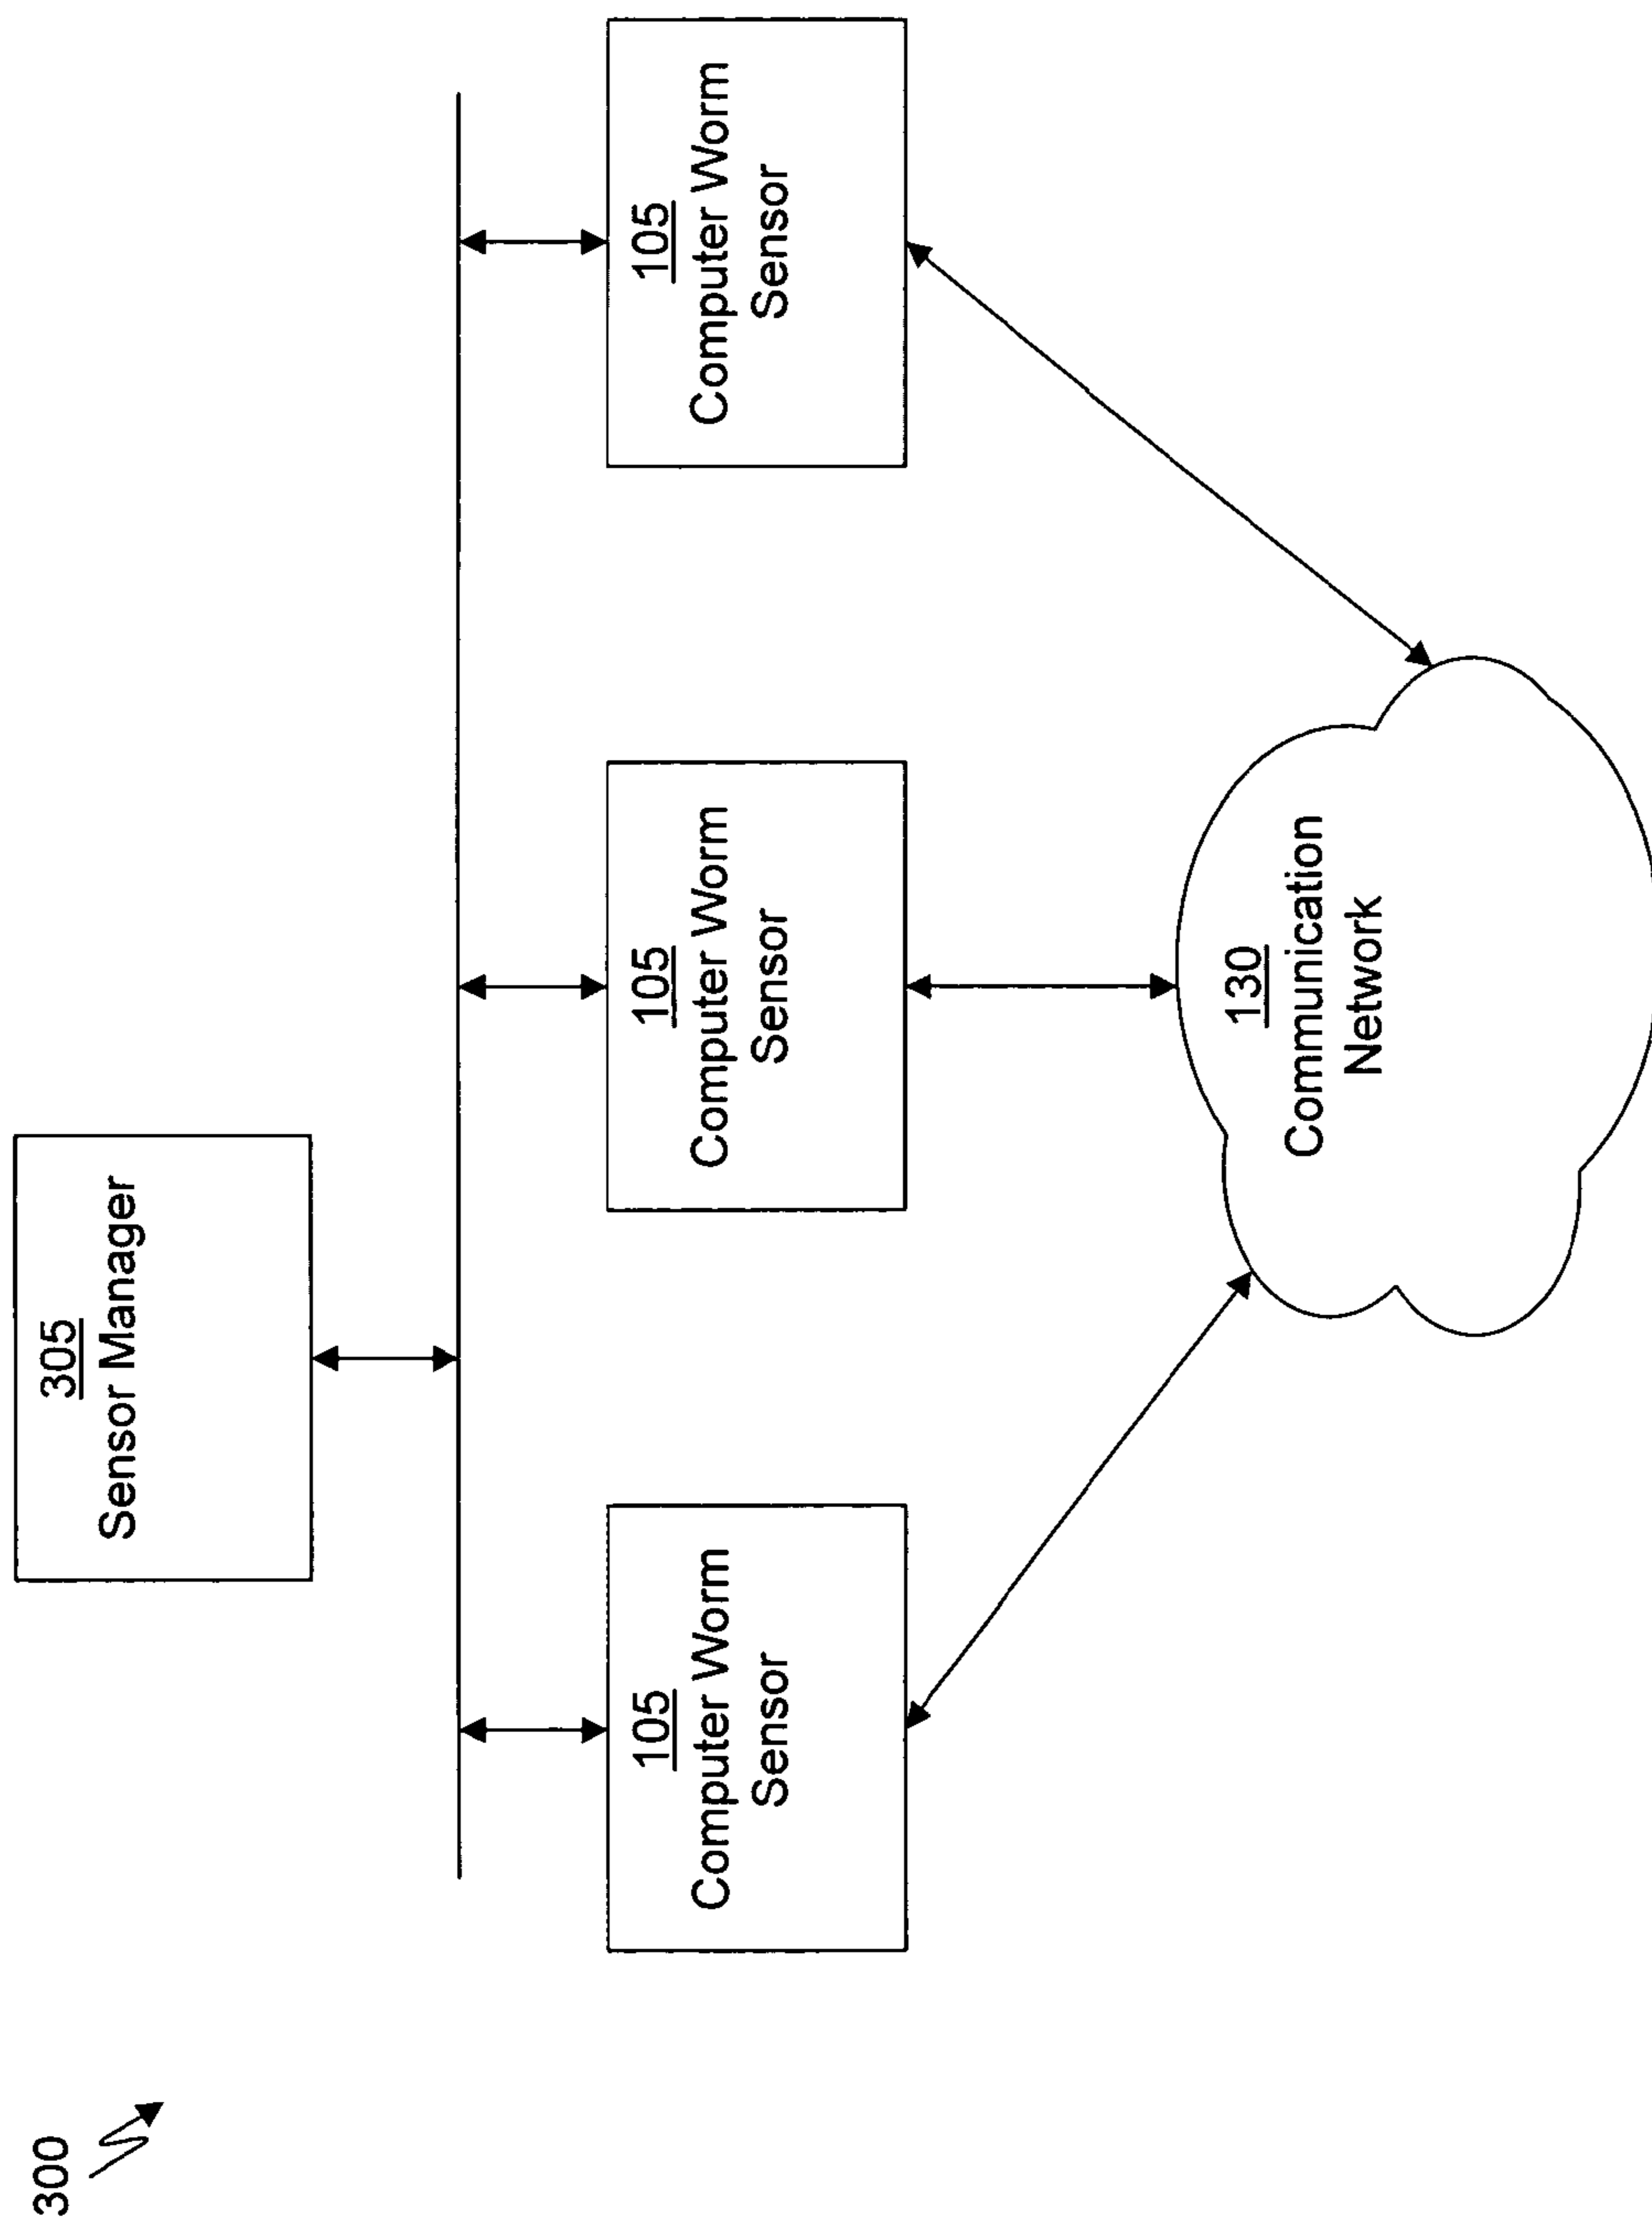 300
305
Sensor Manager
105
Computer Worm
Sensor
105
Computer Worm
Sensor
105
Computer Worm
Sensor
130
Communication
Network